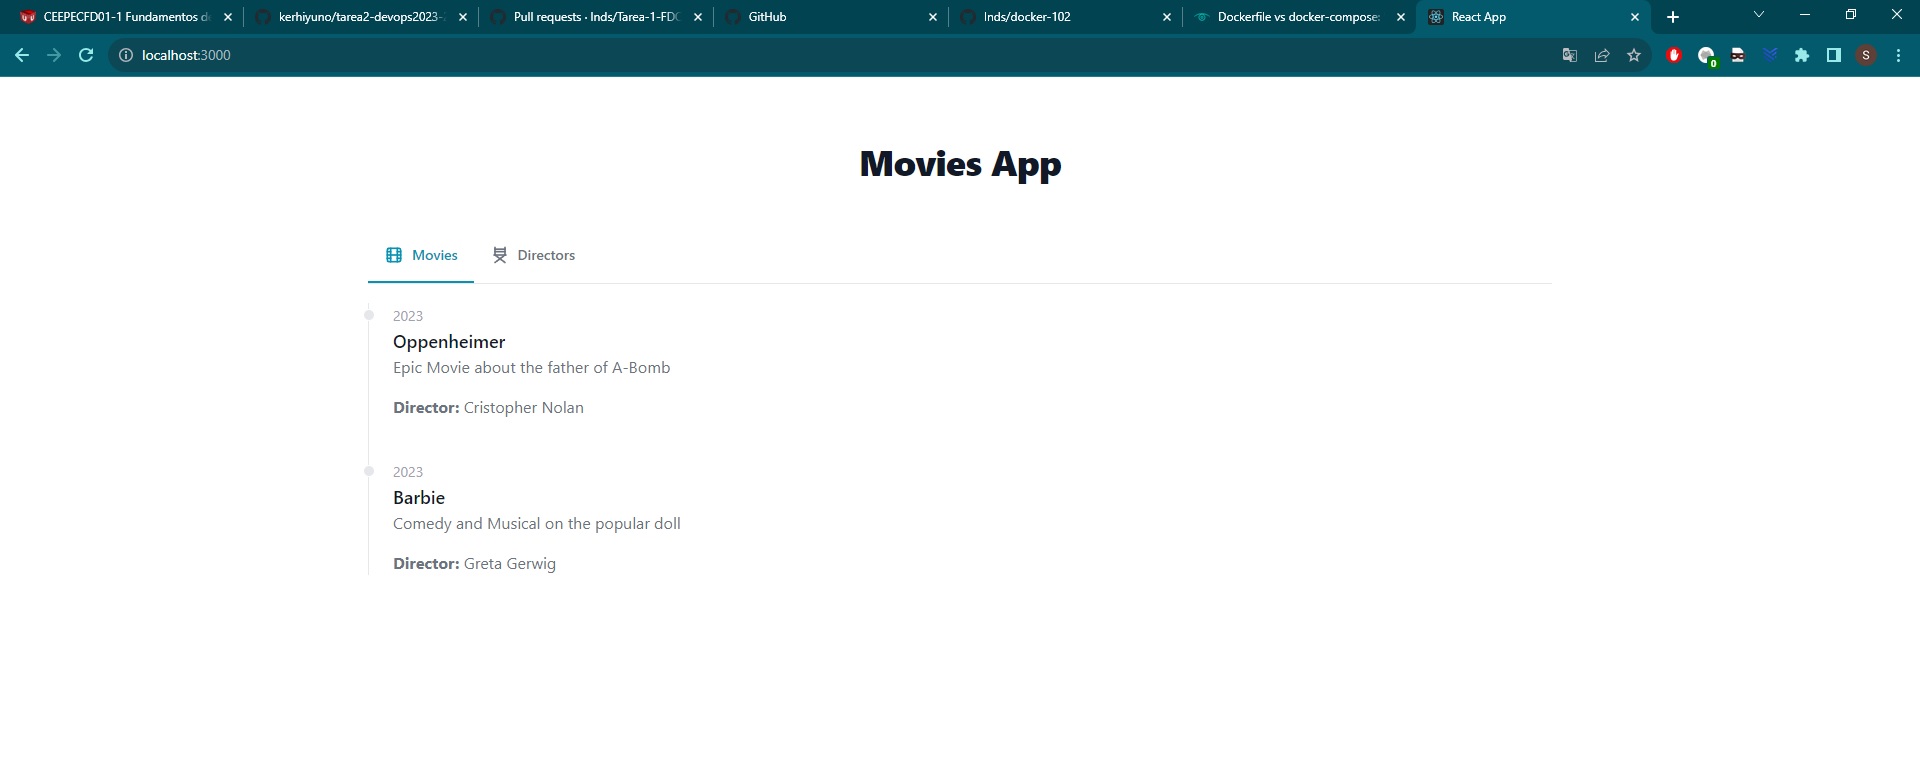 CEEPECFD01-1 Fundamentos d
kerhiyuno/tarea2-devops2023-
Pull requests · lnds/Tarea-1-FDO
GitHub
lnds/docker-102
Dockerfile vs docker-compose:
React App
localhost:3000
0
S
Movies App
Movies
Directors
2023
Oppenheimer
Epic Movie about the father of A-Bomb
Director: Cristopher Nolan
2023
Barbie
Comedy and Musical on the popular doll
Director: Greta Gerwig